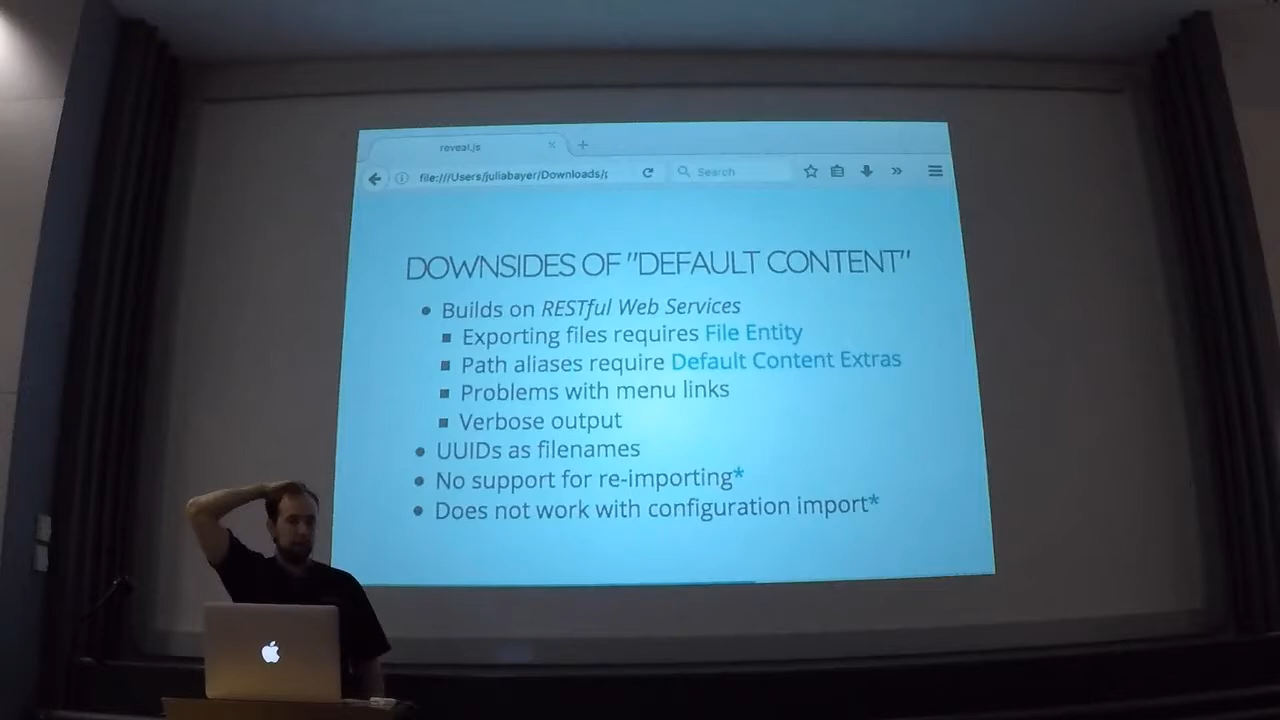 reveal.js
file:///Users/juliabayer/Downloads/
Search
DOWNSIDES OF "DEFAULT CONTENT"
Builds on RESTful Web Services
Exporting files requires File Entity
Path aliases require Default Content Extras
Problems with menu links
Verbose output
UUIDs as filenames
No support for re-importing*
Does not work with configuration import*